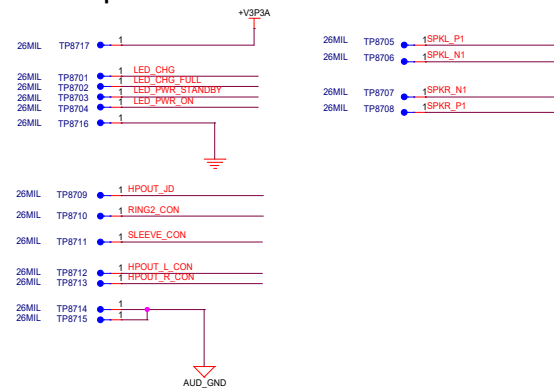 +V3P3A
26MIL TP8717 1
26MIL TP8701 1 LED_CHG
26MIL TP8702 1 LED_CHG_FULL
26MIL TP8703 1 LED_PWR_STANDBY
26MIL TP8704 1 LED_PWR_ON
26MIL TP8716 1
26MIL TP8709 1 HPOUT_JD
26MIL TP8710 1 RING2_CON
26MIL TP8711 1 SLEEVE_CON
26MIL TP8712 1 HPOUT_L_CON
26MIL TP8713 1 HPOUT_R_CON
26MIL TP8714 1
26MIL TP8715 1
AUD_GND
26MIL TP8705 1 SPKL_P1
26MIL TP8706 1 SPKL_N1
26MIL TP8707 1 SPKR_N1
26MIL TP8708 1 SPKR_P1